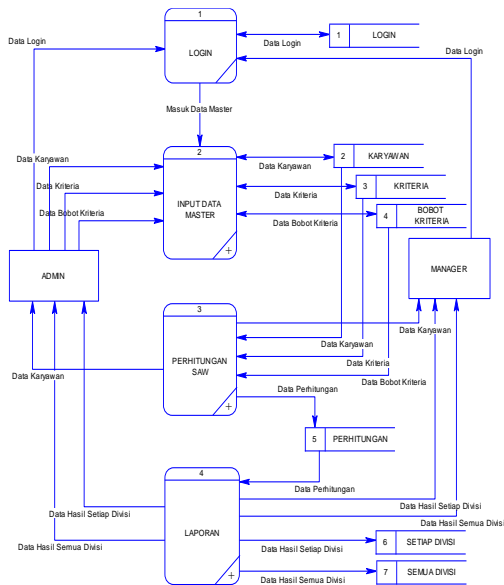 1
LOGIN
Data Login
1 LOGIN
Data Login
Data Login
Masuk Data Master
2
INPUT DATA
MASTER
+
Data Karyawan
Data Kriteria
Data Bobot Kriteria
Data Karyawan
2 KARYAWAN
Data Kriteria
3 KRITERIA
Data Bobot Kriteria
4 BOBOT
KRITERIA
ADMIN
MANAGER
3
PERHITUNGAN
SAW
+
Data Karyawan
Data Karyawan
Data Karyawan
Data Kriteria
Data Bobot Kriteria
Data Perhitungan
5 PERHITUNGAN
Data Perhitungan
4
LAPORAN
+
Data Hasil Setiap Divisi
Data Hasil Semua Divisi
Data Hasil Setiap Divisi
Data Hasil Semua Divisi
Data Hasil Setiap Divisi
6 SETIAP DIVISI
Data Hasil Semua Divisi
7 SEMUA DIVISI